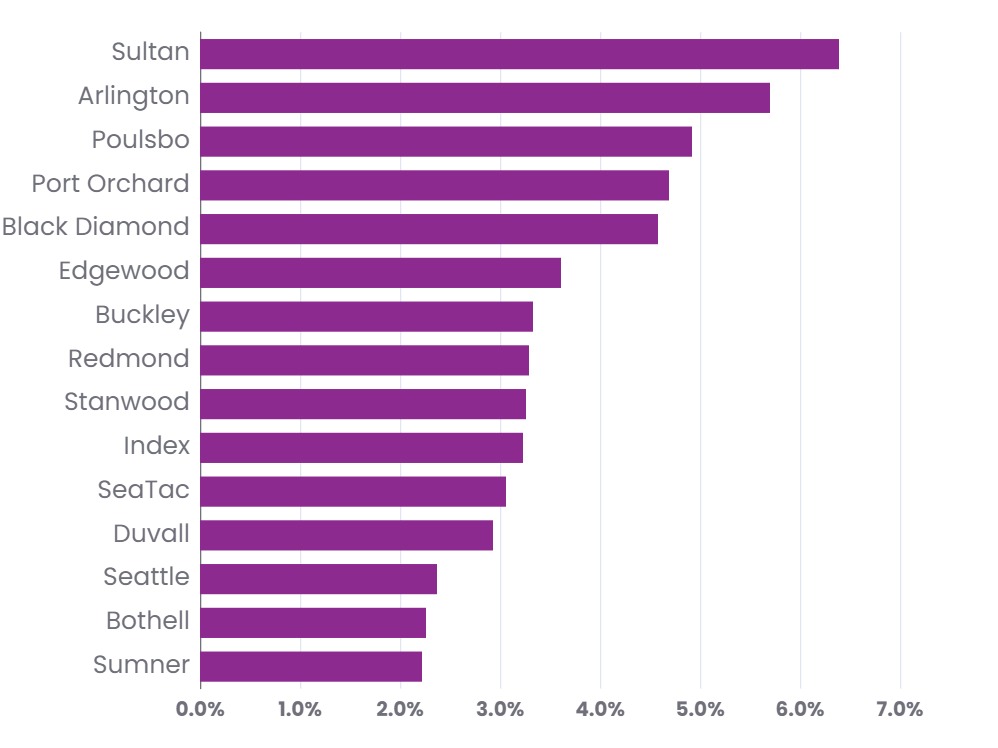 Sultan
Arlington
Poulsbo
Port Orchard
Black Diamond
Edgewood
Buckley
Redmond
Stanwood
Index
SeaTac
Duvall
Seattle
Bothell
Sumner
0.0% 1.0% 2.0% 3.0% 4.0% 5.0% 6.0% 7.0%